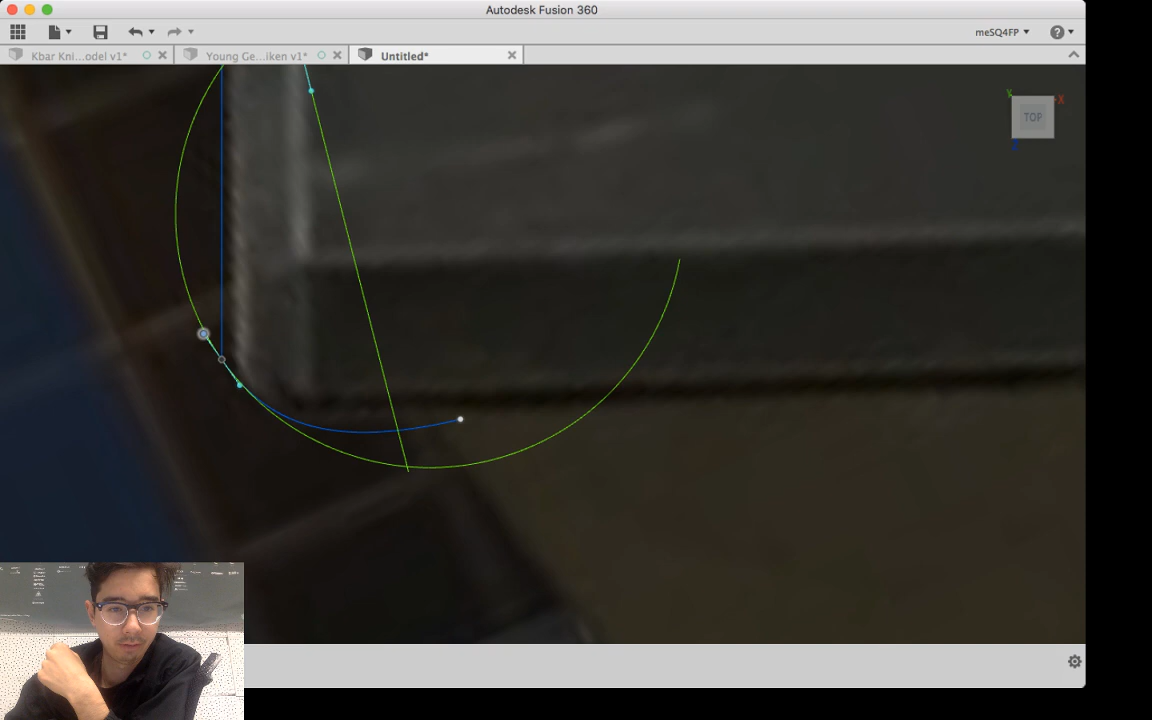 Autodesk Fusion 360
meSQ4FP
Kbar Kni...odel v1*
Young Ge...iken v1*
Untitled*
Y
X
TOP
Z